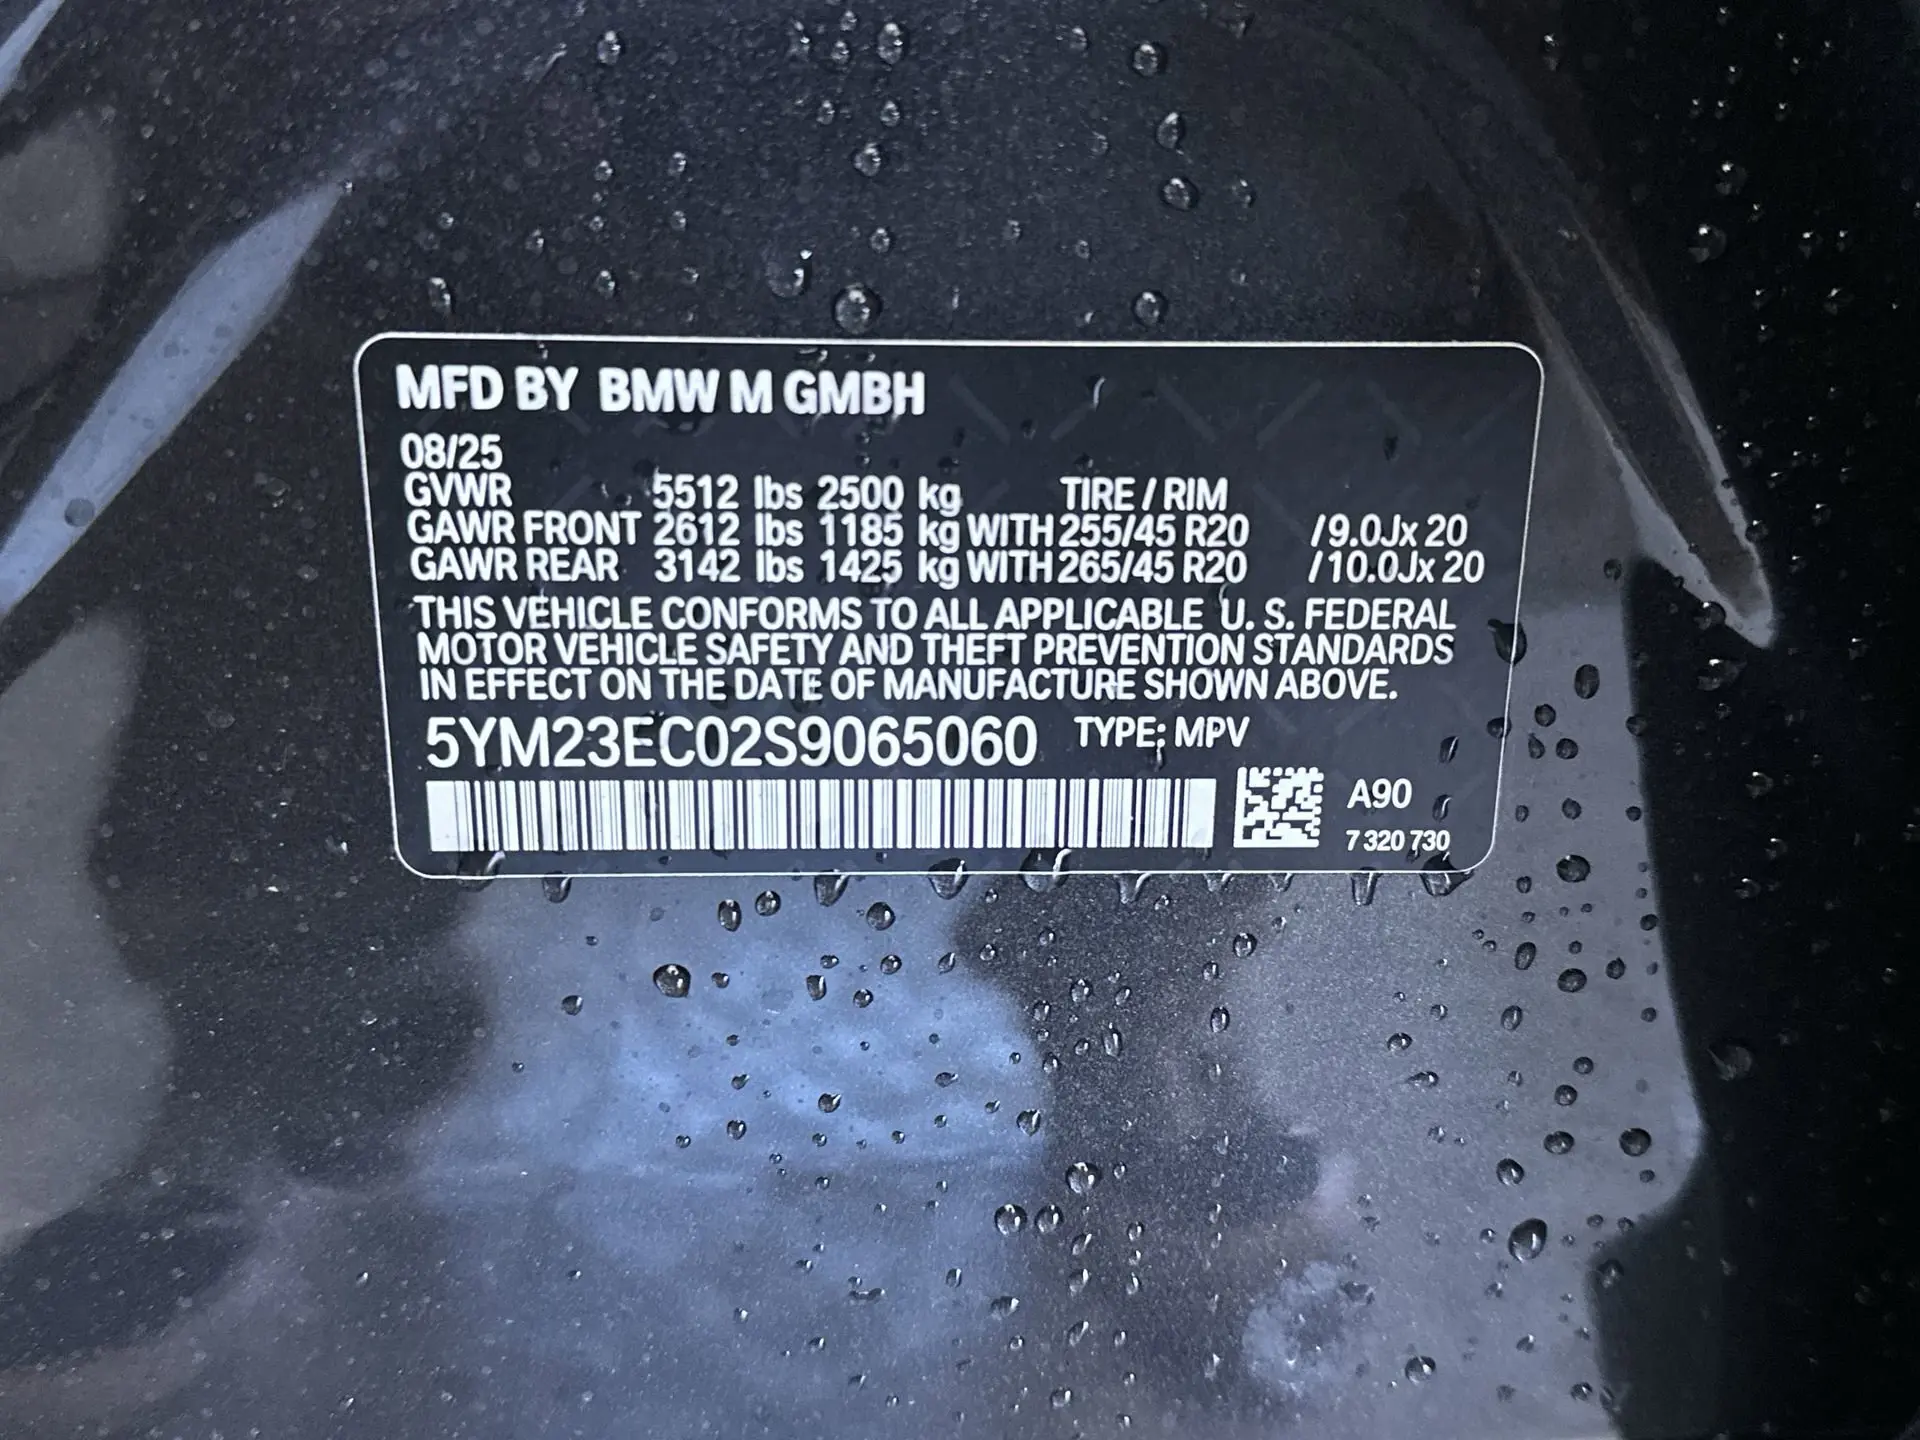 MFD BY BMW M GMBH
08/25
GVWR 5512 lbs 2500 kg TIRE / RIM
GAWR FRONT 2612 lbs 1185 kg WITH 255/45 R20 /9.0Jx 20
GAWR REAR 3142 lbs 1425 kg WITH 265/45 R20 /10.0Jx 20
THIS VEHICLE CONFORMS TO ALL APPLICABLE U. S. FEDERAL
MOTOR VEHICLE SAFETY AND THEFT PREVENTION STANDARDS
IN EFFECT ON THE DATE OF MANUFACTURE SHOWN ABOVE.
5YM23EC02S9065060 TYPE: MPV
A90
7 320 730